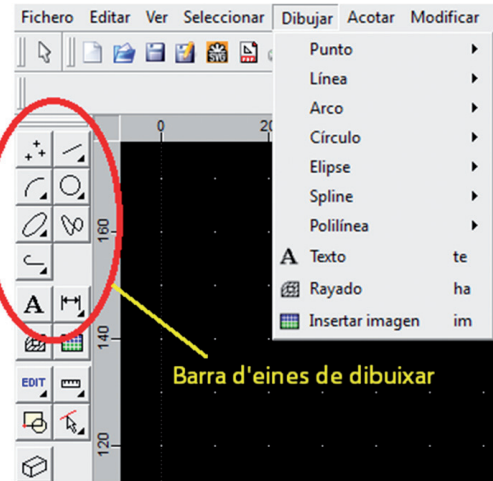 Fichero Editar Ver Seleccionar Dibujar Acotar Modificar
SVG
Punto
Línea
Arco
Círculo
Elipse
Spline
Polilínea
A Texto te
Rayado ha
Insertar imagen im
0 20
160
A
140
EDIT
120
Barra d'eines de dibuixar